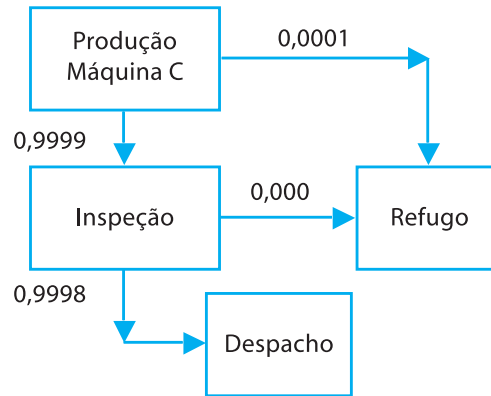 Produção
Máquina C
0,0001
0,9999
Inspeção
0,000
Refugo
0,9998
Despacho